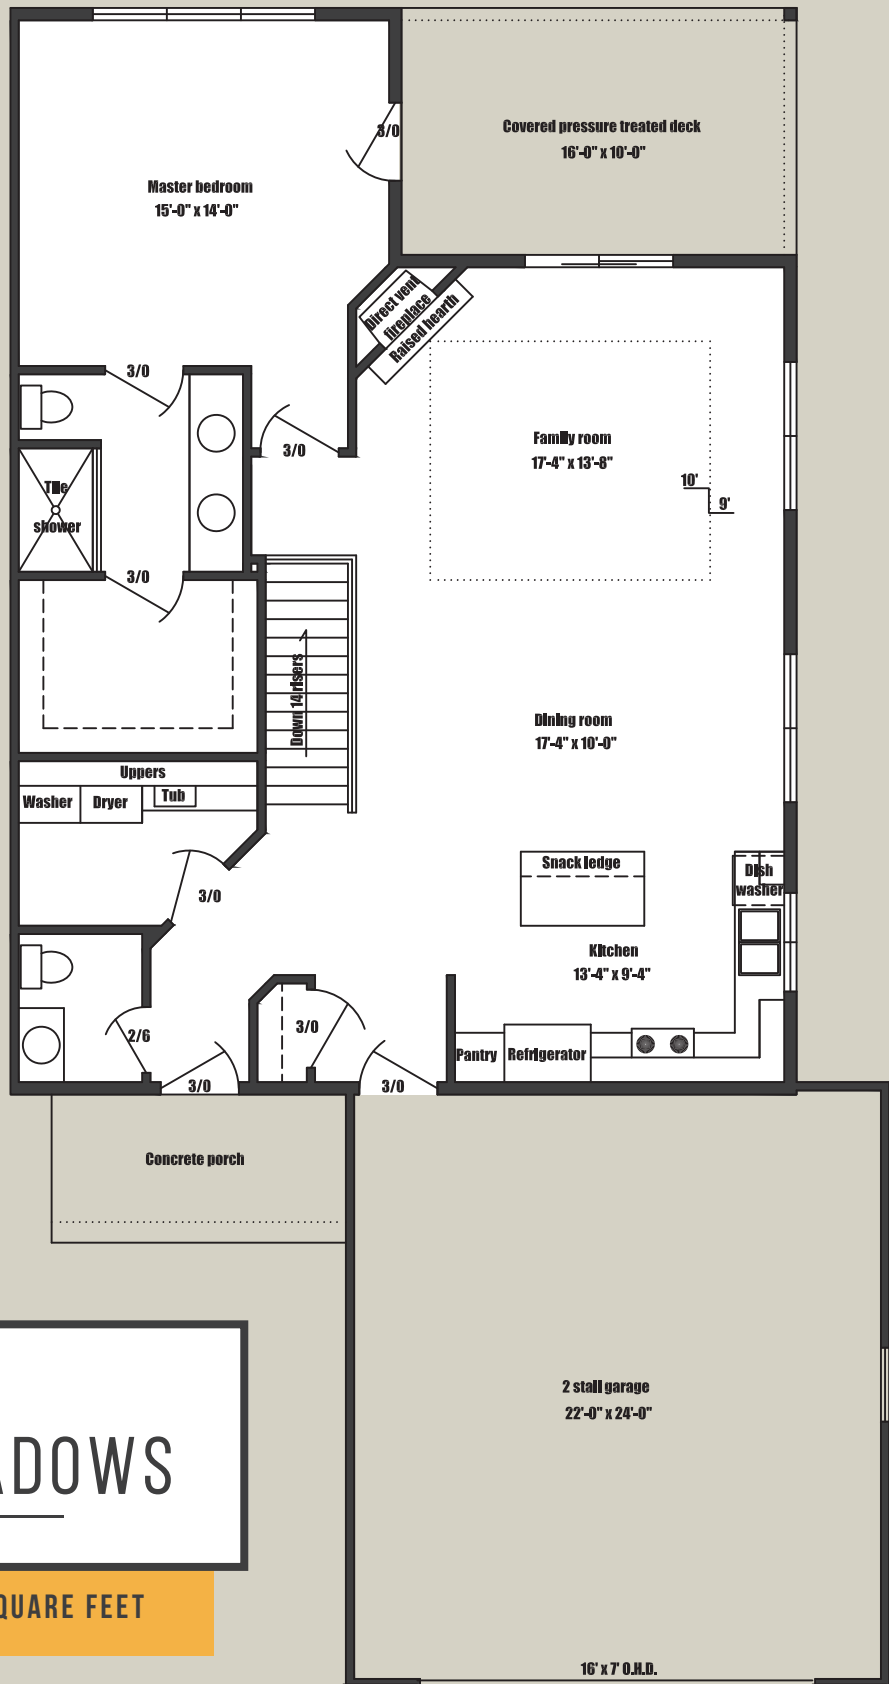 Covered pressure treated deck
16'-0" x 10'-0"
3/0
Master bedroom
15'-0" x 14'-0"
Direct vent
fireplace
Raised hearth
3/0
3/0
Family room
17'-4" x 13'-8"
10'
9'
Tile
shower
3/0
Down 14 risers
Dining room
17'-4" x 10'-0"
Uppers
Washer
Dryer
Tub
Snack ledge
Dish
washer
3/0
Kitchen
13'-4" x 9'-4"
3/0
2/6
Pantry
Refrigerator
3/0
3/0
Concrete porch
2 stall garage
22'-0" x 24'-0"
ADOWS
QUARE FEET
16' x 7' O.H.D.